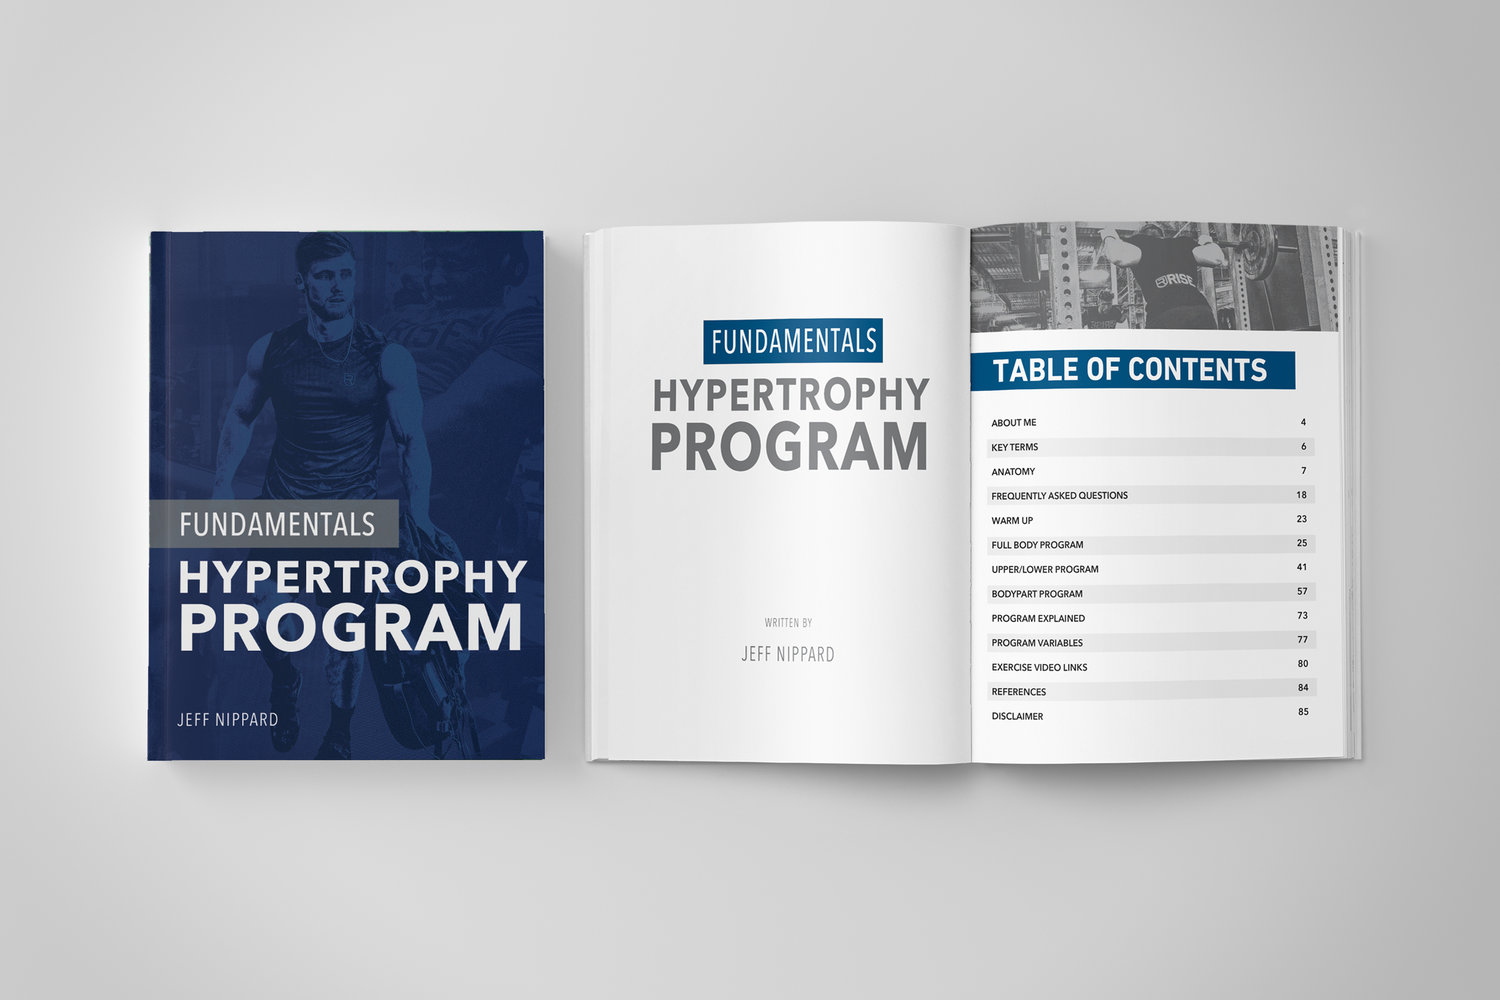 FUNDAMENTALS
HYPERTROPHY
PROGRAM
JEFF NIPPARD
FUNDAMENTALS
HYPERTROPHY
PROGRAM
WRITTEN BY
JEFF NIPPARD
RISE
TABLE OF CONTENTS
ABOUT ME 4
KEY TERMS 6
ANATOMY 7
FREQUENTLY ASKED QUESTIONS 18
WARM UP 23
FULL BODY PROGRAM 25
UPPER/LOWER PROGRAM 41
BODYPART PROGRAM 57
PROGRAM EXPLAINED 73
PROGRAM VARIABLES 77
EXERCISE VIDEO LINKS 80
REFERENCES 84
DISCLAIMER 85